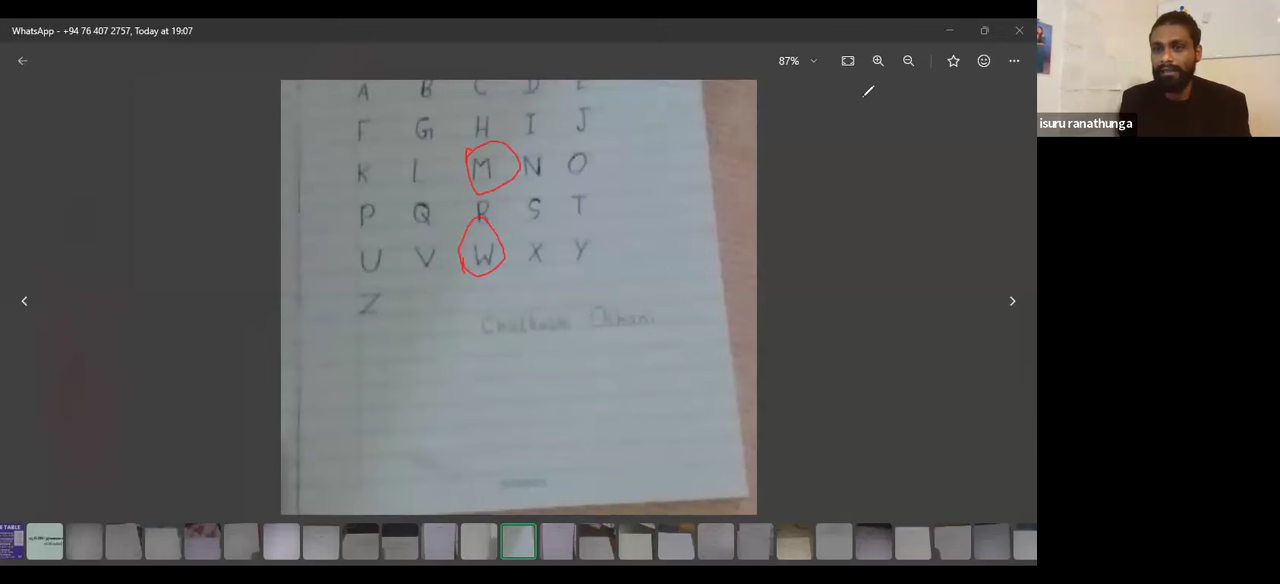 WhatsApp - +94 76 407 2757, Today at 19:07
87%
isuru ranathunga
A B C D E
F G H I J
K L M N O
P Q R S T
U V W X Y
Z